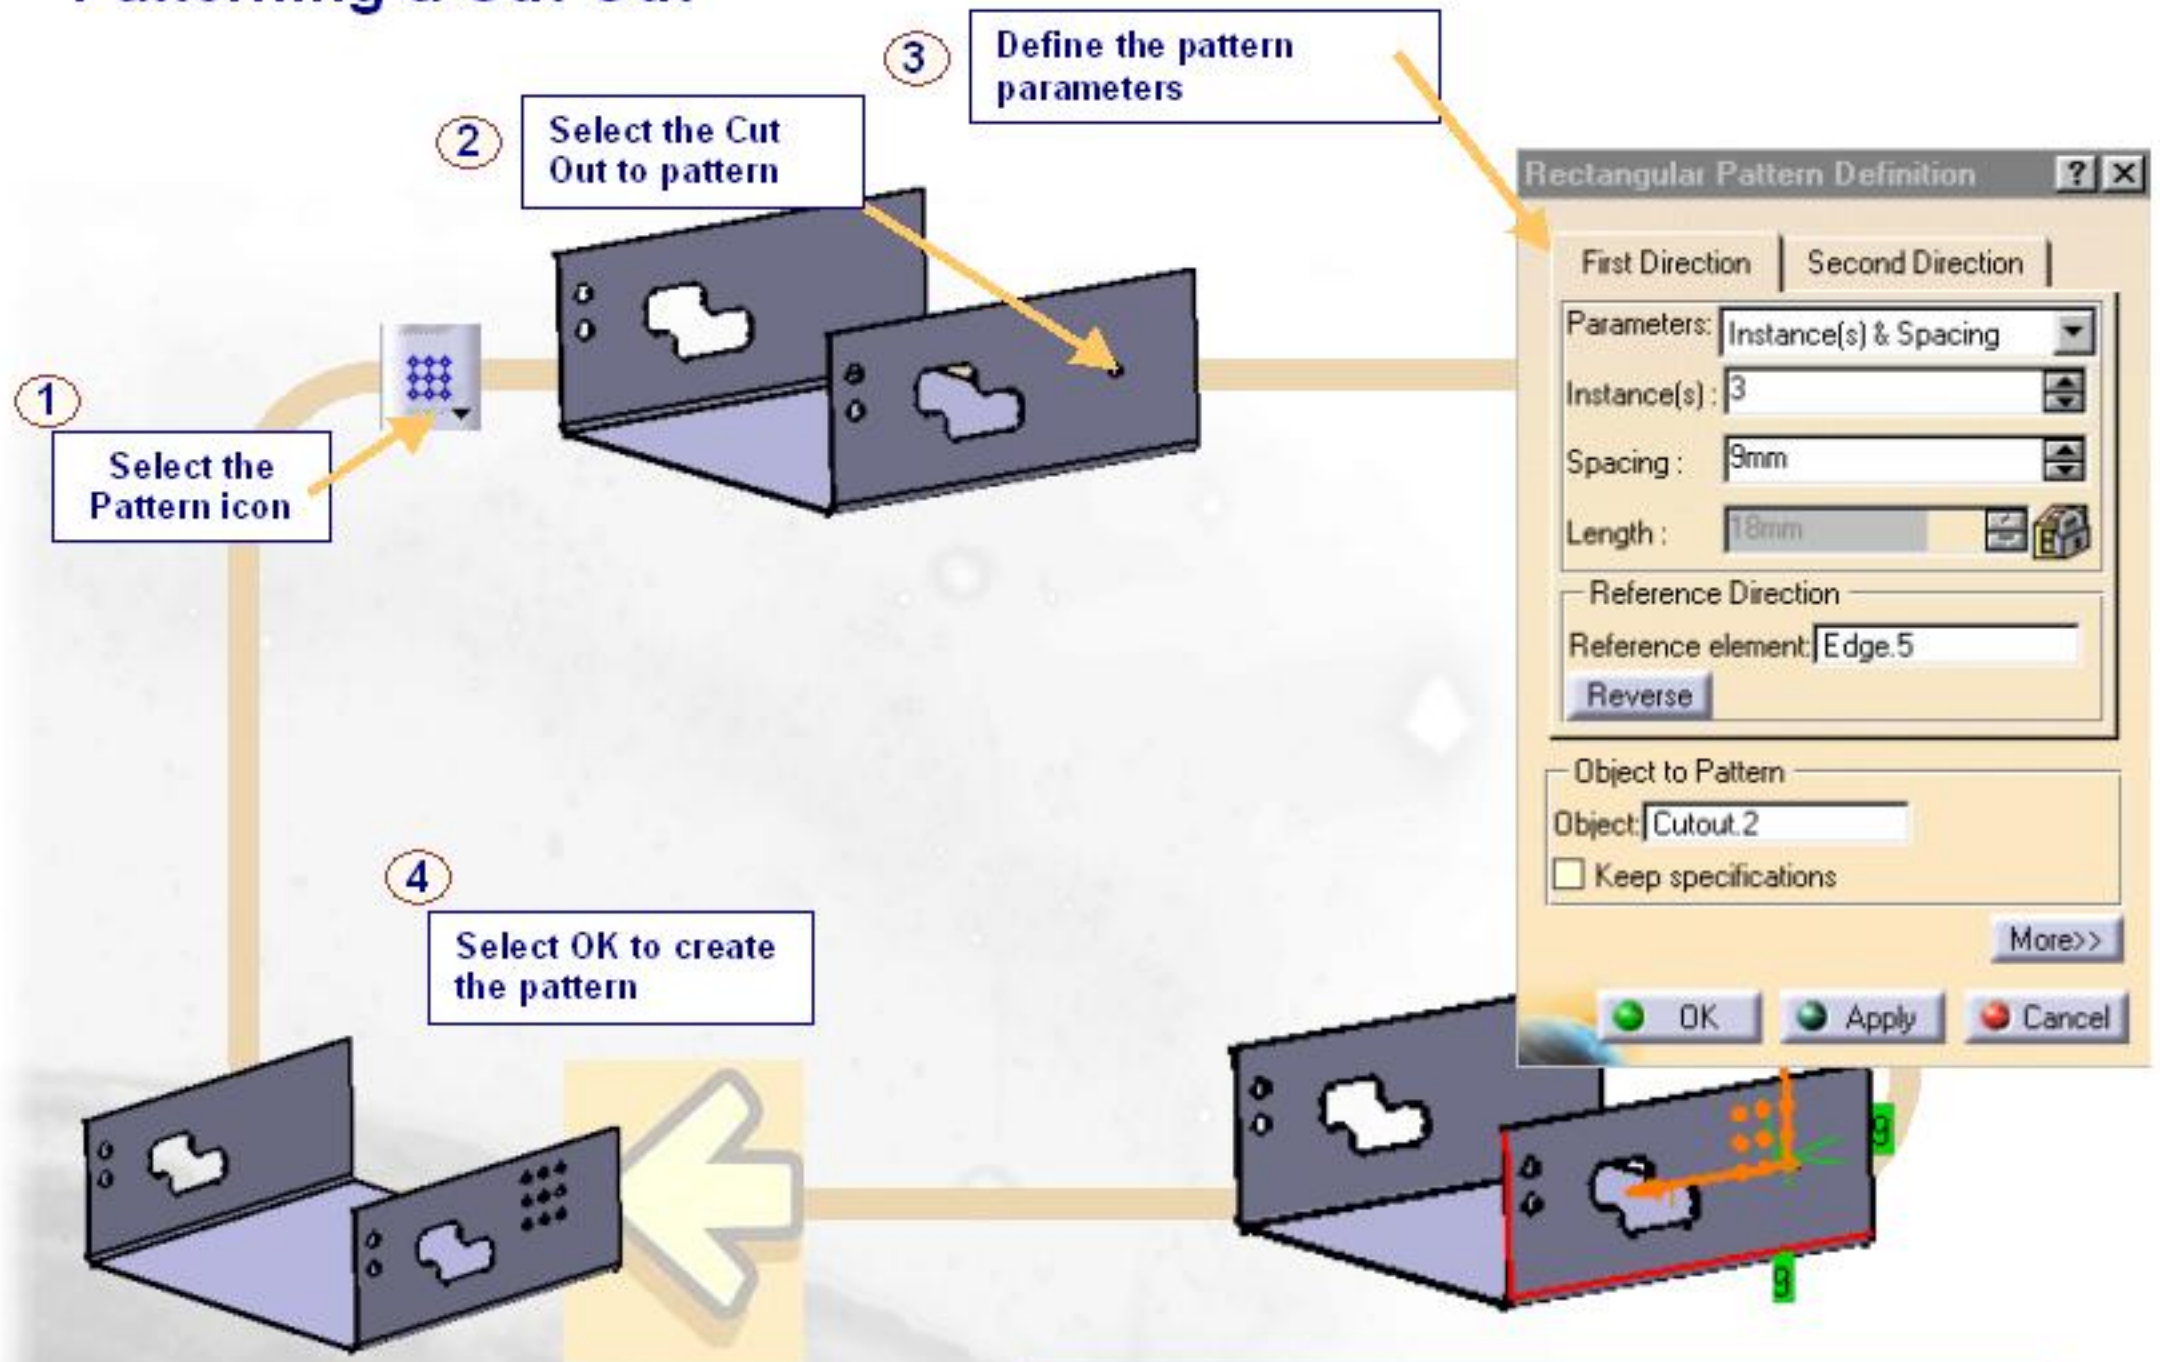 Patterning a Cut Out
3
Define the pattern
parameters
2
Select the Cut
Out to pattern
1
Select the
Pattern icon
Rectangular Pattern Definition
? X
First Direction
Second Direction
Parameters:
Instance(s) & Spacing
Instance(s) :
3
Spacing :
9mm
Length :
18mm
Reference Direction
Reference element:
Edge.5
Reverse
Object to Pattern
Object:
Cutout.2
Keep specifications
More>>
OK
Apply
Cancel
4
Select OK to create
the pattern
9
9